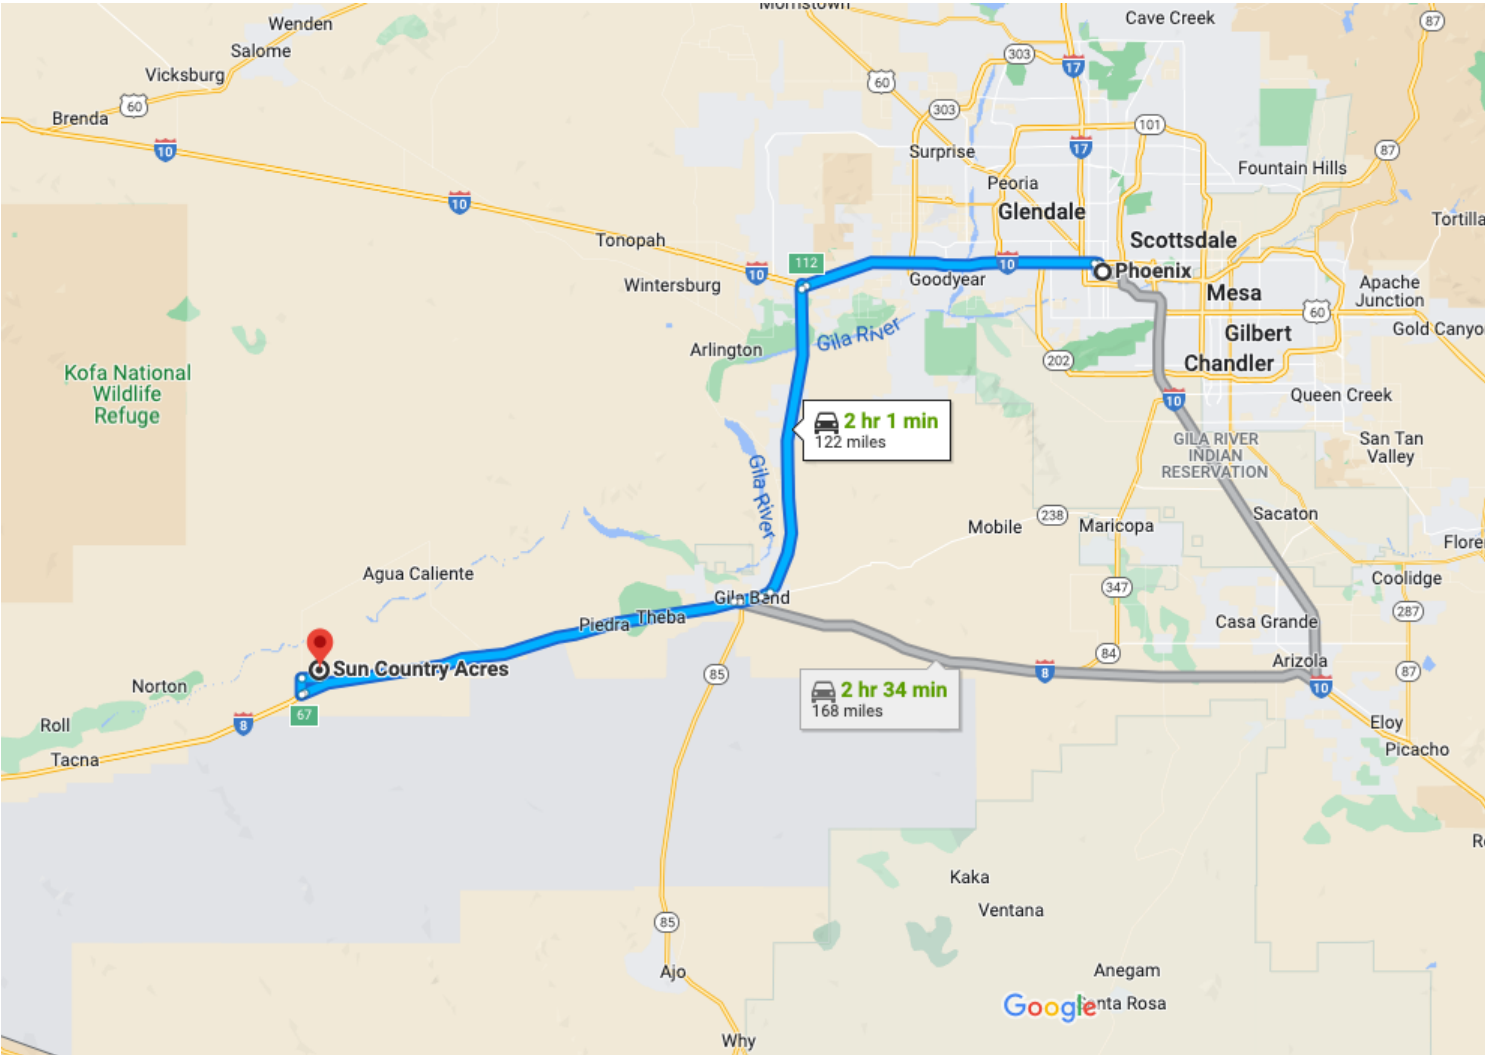 Morristown
Cave Creek
87
Wenden
Salome
303
17
Vicksburg
60
60
303
Brenda
101
10
17
87
Surprise
Fountain Hills
Peoria
10
Glendale
Tortilla
Tonopah
Scottsdale
112
10
10
Phoenix
Goodyear
Wintersburg
Mesa
Apache
Junction
60
Gila River
Gilbert
Gold Canyo
Arlington
202
Chandler
Kofa National
Wildlife
Refuge
Queen Creek
10
2 hr 1 min
122 miles
GILA RIVER
INDIAN
RESERVATION
San Tan
Valley
Gila River
Mobile
238
Maricopa
Sacaton
Flore
Agua Caliente
Coolidge
347
Gila Bend
287
Piedra
Theba
Casa Grande
84
Arizola
Sun Country Acres
85
8
87
Norton
10
2 hr 34 min
168 miles
67
Roll
8
Eloy
Tacna
Picacho
R
Kaka
Ventana
85
Ajo
Anegam
Google
nta Rosa
Why